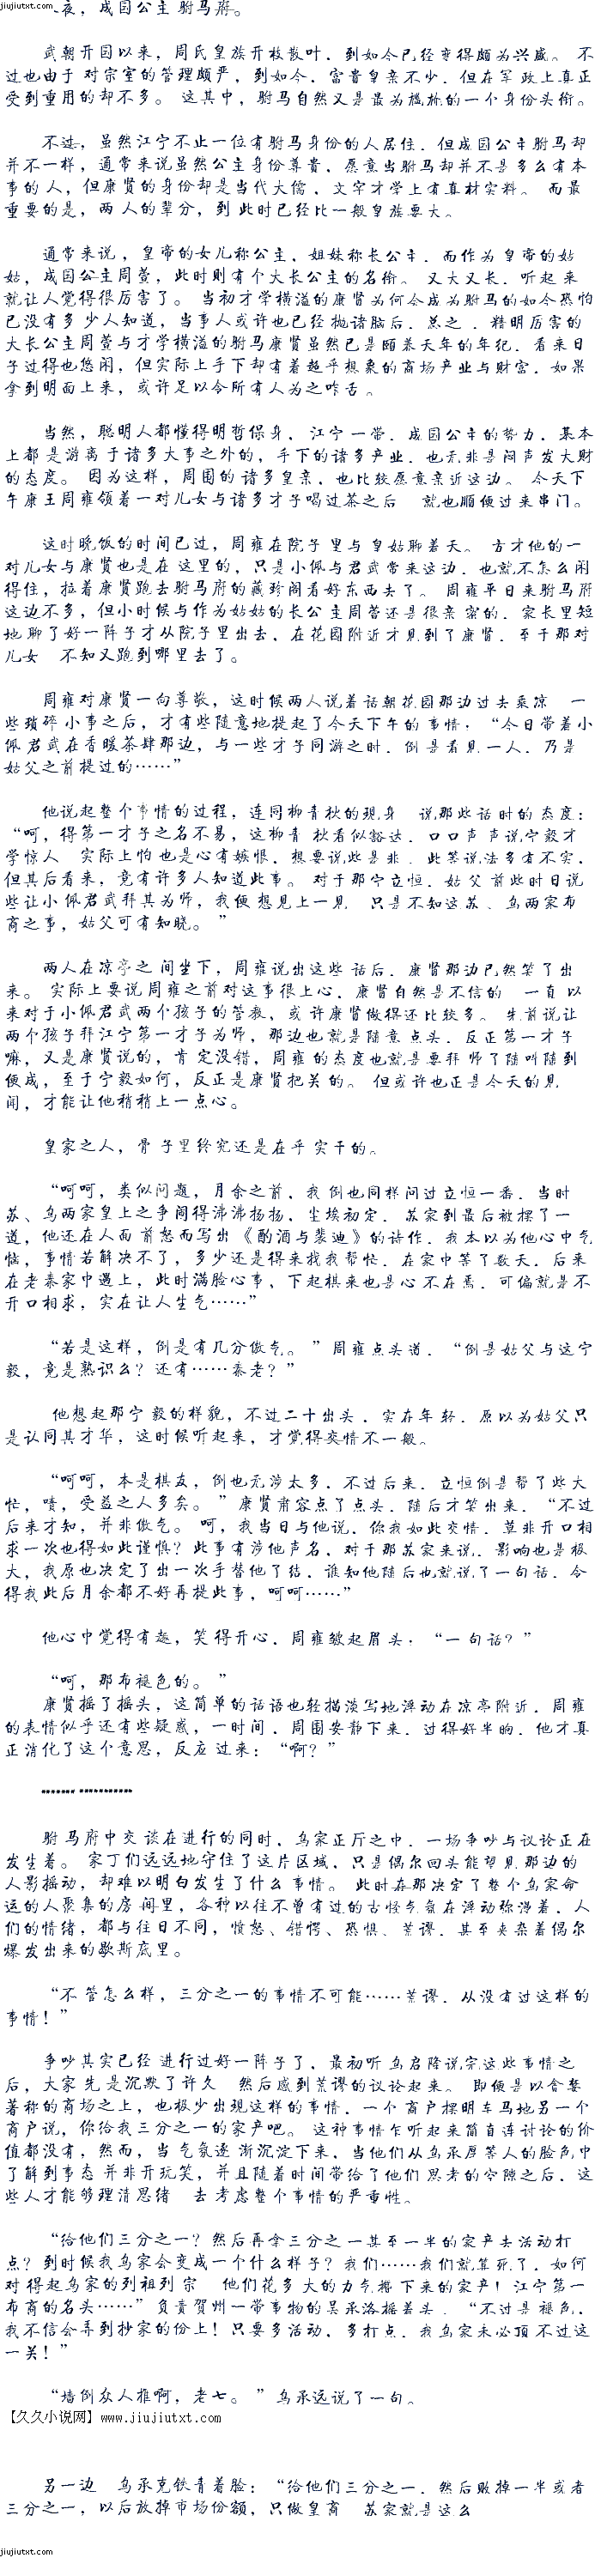 jiujiutxt.com
夜，成国公主驸马府。
武朝开国以来，周氏皇族开枝散叶，到如今已经变得颇为兴盛。不
过也由于对宗室的管理颇严，到如今，富贵皇亲不少，但在军政上真正
受到重用的却不多。这其中，驸马自然又是最为尴尬的一个身份头衔。
不过，虽然江宁不止一位有驸马身份的人居住，但成国公主驸马却
并不一样，通常来说虽然公主身份尊贵，愿意当驸马却并不是多么有本
事的人，但康贤的身份却是当代大儒，文字才学上有真材实料。而最
重要的是，两人的辈分，到此时已经比一般皇族要大。
通常来说，皇帝的女儿称公主，姐妹称长公主，而作为皇帝的姑
姑，成国公主周萱，此时则有个大长公主的名衔。又大又长，听起来
就让人觉得很厉害了。当初才学横溢的康贤为何会成为驸马的如今恐怕
已没有多少人知道，当事人或许也已经抛诸脑后，总之，精明厉害的
大长公主周萱与才学横溢的驸马康贤虽然已是颐养天年的年纪，看来日
子过得也悠闲，但实际上手下却有着超乎想象的商场产业与财富，如果
拿到明面上来，或许足以令所有人为之咋舌。
当然，聪明人都懂得明哲保身，江宁一带，成国公主的势力，基本
上都是游离于诸多大事之外的，手下的诸多产业，也无非是闷声发大财
的态度。因为这样，周围的诸多皇亲，也比较愿意亲近这边。今天下
午康王周雍领着一对儿女与诸多才子喝过茶之后 就也顺便过来串门。
这时晚饭的时间已过，周雍在院子里与皇姑聊着天。方才他的一
对儿女与康贤也是在这里的，只是小佩与君武常来这边，也就不怎么闲
得住，拉着康贤跑去驸马府的藏珍阁看好东西去了。周雍平日来驸马府
这边不多，但小时候与作为姑姑的长公主周萱还是很亲密的，家长里短
地聊了好一阵子才从院子里出去，在花园附近才见到了康贤，至于那对
儿女 不知又跑到哪里去了。
周雍对康贤一向尊敬，这时候两人说着话朝花园那边过去乘凉 一
些琐碎小事之后，才有些随意地提起了今天下午的事情：“今日带着小
佩君武在香暖茶肆那边，与一些才子同游之时，倒是看见一人，乃是
姑父之前提过的……”
他说起整个事情的过程，连同柳青狄的现身 说那些话时的态度：
“呵，得第一才子之名不易，这柳青狄看似豁达，口口声声说宁毅才
学惊人 实际上怕也是心有嫉恨，想要说些是非，此等说法多有不实，
但其后看来，竟有许多人知道此事。对于那宁立恒，姑父前些时日说
些让小佩君武拜其为师，我便想见上一见 只是不知这苏、乌两家布
商之事，姑父可有知晓。”
两人在凉亭之间坐下，周雍说出这些话后，康贤那边已然笑了出
来。实际上要说周雍之前对这事很上心，康贤自然是不信的 一直以
来对于小佩君武两个孩子的管教，或许康贤做得还比较多。先前说让
两个孩子拜江宁第一才子为师，那边也就是随意点头，反正第一才子
嘛，又是康贤说的，肯定没错，周雍的态度也就是要拜师了随叫随到
便成，至于宁毅如何，反正是康贤把关的。但或许也正是今天的见
闻，才能让他稍稍上一点心。
皇家之人，骨子里终究还是在乎实干的。
“呵呵，类似问题，月余之前，我倒也同样问过立恒一番，当时
苏、乌两家皇上之争闹得沸沸扬扬，尘埃初定，苏家到最后被摆了一
道，他还在人面前怒而写出《酌酒与裴迪》的诗作，我本以为他心中气
恼，事情若解决不了，多少还是得来找我帮忙，在家中等了数天，后来
在老秦家中遇上，此时满脸心事，下起棋来也是心不在焉，可偏就是不
开口相求，实在让人生气……”
“若是这样，倒是有几分傲气。”周雍点头道，“倒是姑父与这宁
毅，竟是熟识么？还有……秦老？”
他想起那宁毅的样貌，不过二十出头，实在年轻，原以为姑父只
是认同其才华，这时候听起来，才觉得交情不一般。
“呵呵，本是棋友，倒也无涉太多，不过后来，立恒倒是帮了些大
忙，啧，受益之人多矣。”康贤肃容点了点头，随后才笑出来，“不过
后来才知，并非傲气。呵，我当日与他说，你我如此交情，莫非开口相
求一次也得如此谨慎？此事有涉他声名，对于那苏家来说，影响也是极
大，我原也决定了出一次手替他了结，谁知他随后也就说了一句话，令
得我此后月余都不好再提此事，呵呵……”
他心中觉得有趣，笑得开心，周雍皱起眉头：“一句话？”
“呵，那布褪色的。”
康贤摇了摇头，这简单的话语也轻描淡写地浮动在凉亭附近，周雍
的表情似乎还有些疑惑，一时间，周围安静下来，过得好半晌，他才真
正消化了这个意思，反应过来：“啊？”
******* ***********
驸马府中交谈在进行的同时，乌家正厅之中，一场争吵与议论正在
发生着。家丁们远远地守住了这片区域，只是偶尔回头能望见那边的
人影摇动，却难以明白发生了什么事情。此时在那决定了整个乌家命
运的人聚集的房间里，各种以往不曾有过的古怪气氛在浮动弥漫着，人
们的情绪，都与往日不同，愤怒、错愕、恐惧、荒谬，甚至夹杂着偶尔
爆发出来的歇斯底里。
“不管怎么样，三分之一的事情不可能……荒谬，从没有过这样的
事情！”
争吵其实已经进行过好一阵子了，最初听乌启隆说完这些事情之
后，大家先是沉默了许久 然后感到荒谬的议论起来。即便是以贪婪
著称的商场之上，也极少出现这样的事情，一个商户摆明车马地另一个
商户说，你给我三分之一的家产吧。这种事情乍听起来简直连讨论的价
值都没有，然而，当气氛逐渐沉淀下来，当他们从乌承厚等人的脸色中
了解到事态并非开玩笑，并且随着时间带给了他们思考的空隙之后，这
些人才能够理清思绪 去考虑整个事情的严重性。
“给他们三分之一？然后再拿三分之一甚至一半的家产去活动打
点？到时候我乌家会变成一个什么样子？我们……我们就算死了，如何
对得起乌家的列祖列宗 他们花多大的力气挣下来的家产！江宁第一
布商的名头……”负责贺州一带事物的吴承洛摇着头，“不过是褪色，
我不信会弄到抄家的份上！只要多活动，多打点，我乌家未必顶不过这
一关！”
“墙倒众人推啊，老七。”乌承远说了一句。
【久久小说网】www.jiujiutxt.com
另一边 乌承克铁青着脸：“给他们三分之一，然后败掉一半或者
三分之一，以后放掉市场份额，只做皇商 苏家就是这么
jiujiutxt.com